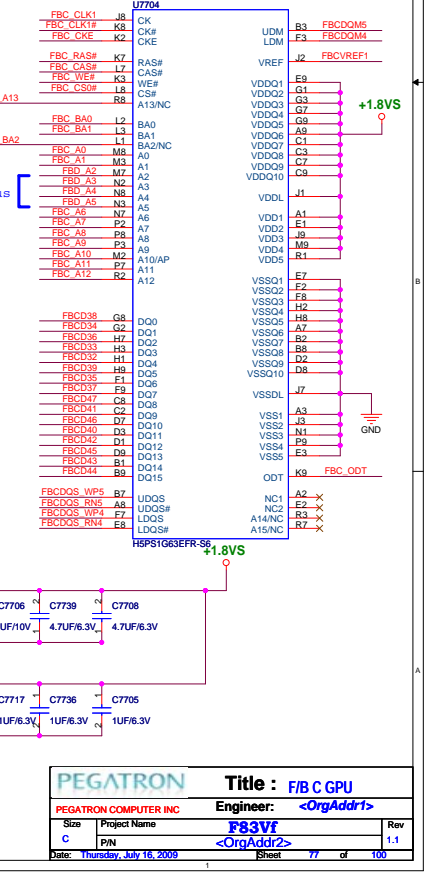 U7704
FBC_CLK1 J8 CK
FBC_CLK1# K8 CK#
FBC_CKE K2 CKE
UDM B3 FBCDQM5
LDM F3 FBCDQM4
VREF J2 FBCVREF1
FBC_RAS# K7 RAS#
FBC_CAS# L7 CAS#
FBC_WE# K3 WE#
FBC_CS0# L8 CS#
A13 R8 A13/NC
VDDQ1 E9
VDDQ2 G1
VDDQ3 G3
VDDQ4 G7
VDDQ5 G9
VDDQ6 A9
VDDQ7 C1
VDDQ8 C3
VDDQ9 C7
VDDQ10 C9
+1.8VS
FBC_BA0 L2 BA0
FBC_BA1 L3 BA1
BA2 L1 BA2/NC
FBC_A0 M8 A0
FBC_A1 M3 A1
FBD_A2 M7 A2
FBD_A3 N2 A3
FBD_A4 N8 A4
FBD_A5 N3 A5
FBC_A6 N7 A6
FBC_A7 P2 A7
FBC_A8 P8 A8
FBC_A9 P3 A9
FBC_A10 M2 A10/AP
FBC_A11 P7 A11
FBC_A12 R2 A12
VDDL J1
VDD1 A1
VDD2 E1
VDD3 J9
VDD4 M9
VDD5 R1
VSSQ1 E7
VSSQ2 F2
VSSQ3 F8
VSSQ4 H2
VSSQ5 H8
VSSQ6 A7
VSSQ7 B2
VSSQ8 B8
VSSQ9 D2
VSSQ10 D8
B
FBCD38 G8 DQ0
FBCD34 G2 DQ1
FBCD36 H7 DQ2
FBCD33 H3 DQ3
FBCD32 H1 DQ4
FBCD39 H9 DQ5
FBCD35 F1 DQ6
FBCD37 F9 DQ7
FBCD47 C8 DQ8
FBCD41 C2 DQ9
FBCD46 D7 DQ10
FBCD40 D3 DQ11
FBCD42 D1 DQ12
FBCD45 D9 DQ13
FBCD43 B1 DQ14
FBCD44 B9 DQ15
VSSDL J7
GND
VSS1 A3
VSS2 J3
VSS3 N1
VSS4 P9
VSS5 E3
ODT K9 FBC_ODT
FBCDQS_WP5 B7 UDQS
FBCDQS_RN5 A8 UDQS#
FBCDQS_WP4 F7 LDQS
FBCDQS_RN4 E8 LDQS#
NC1 A2
NC2 E2
A14/NC R3
A15/NC R7
H5PS1G63EFR-S6
+1.8VS
C7706 C7739 C7708
UF/10V 4.7UF/6.3V 4.7UF/6.3V
2 2 2
1 1 1
A
C7717 C7736 C7705
1UF/6.3V 1UF/6.3V 1UF/6.3V
1 1 1
2 2 2
PEGATRON
Title : F/B C GPU
PEGATRON COMPUTER INC
Engineer: <OrgAddr1>
Size Project Name F83Vf Rev
C P/N <OrgAddr2> 1.1
Date: Thursday, July 16, 2009 Sheet 77 of 100
1